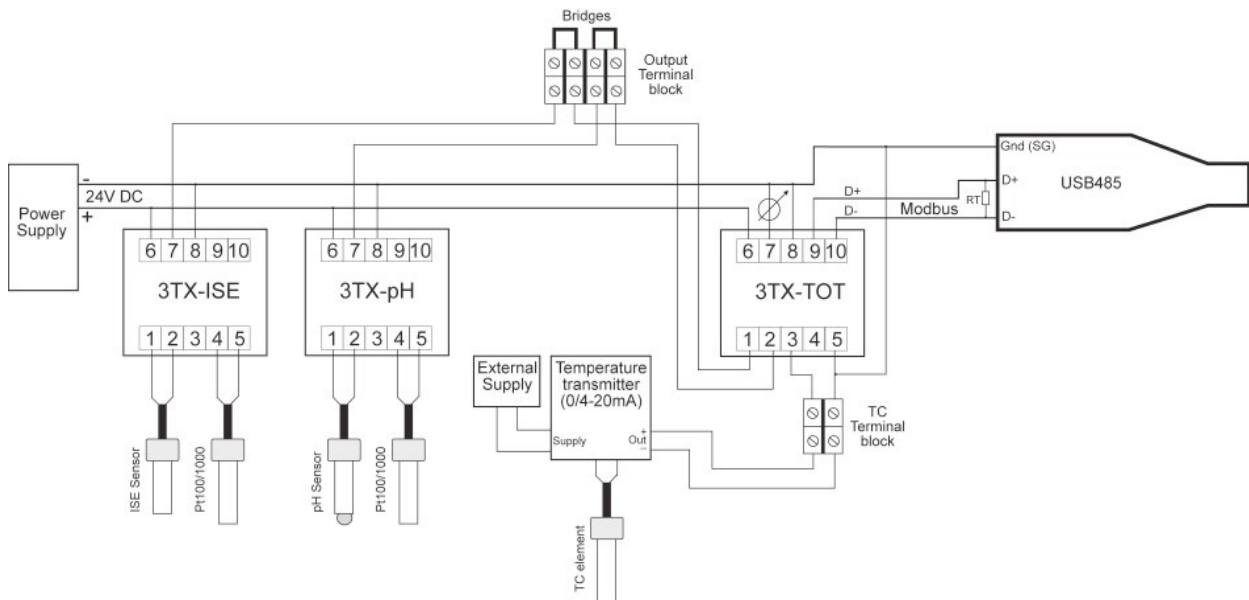 Bridges
Output
Terminal
block
Power
Supply
-
24V DC
+
6 7 8 9 10
3TX-ISE
1 2 3 4 5
ISE Sensor
Pt100/1000
6 7 8 9 10
3TX-pH
1 2 3 4 5
pH Sensor
Pt100/1000
External
Supply
Temperature
transmitter
(0/4-20mA)
Supply
+
Out
–
TC element
6 7 8 9 10
3TX-TOT
1 2 3 4 5
TC
Terminal
block
D+
D-
Modbus
RT
Gnd (SG)
D+
D-
USB485